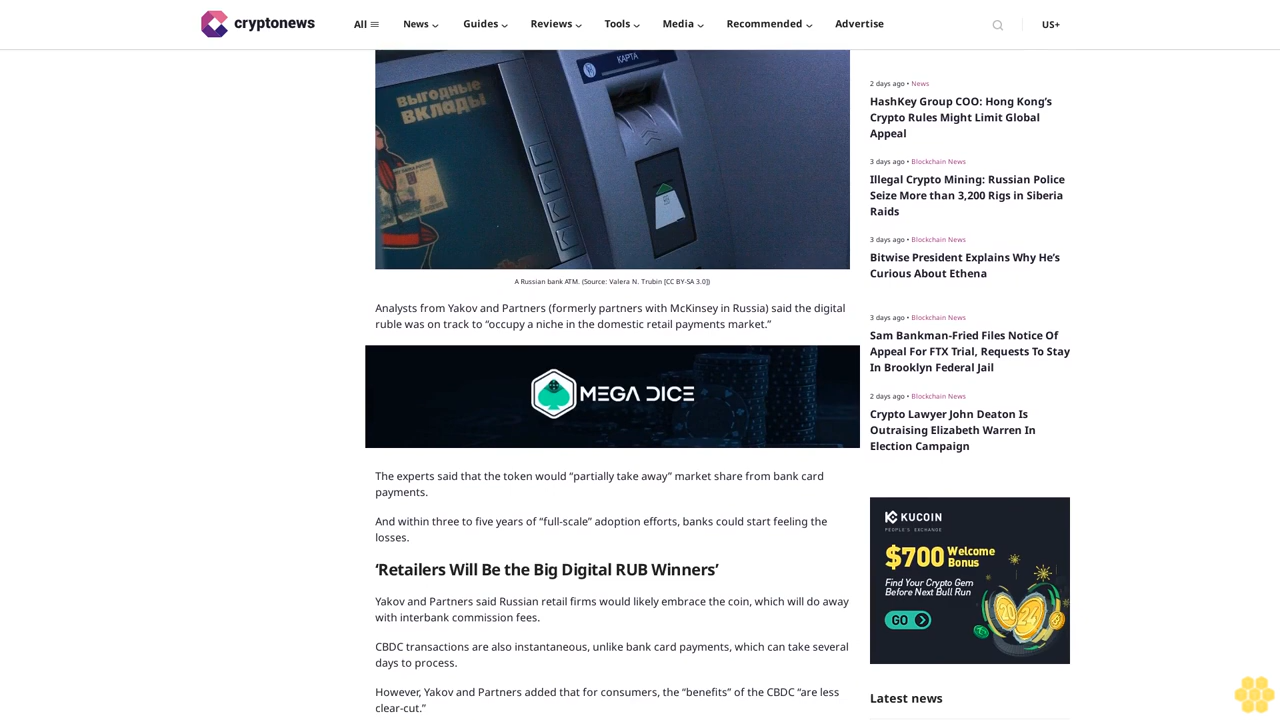 cryptonews
All
News
Guides
Reviews
Tools
Media
Recommended
Advertise
US+
КАРТА
ВЫГОДНЫЕ
ВКЛАДЫ
A Russian bank ATM. (Source: Valera N. Trubin [CC BY-SA 3.0])
Analysts from Yakov and Partners (formerly partners with McKinsey in Russia) said the digital
ruble was on track to “occupy a niche in the domestic retail payments market.”
MEGA DICE
The experts said that the token would “partially take away” market share from bank card
payments.
And within three to five years of “full-scale” adoption efforts, banks could start feeling the
losses.
‘Retailers Will Be the Big Digital RUB Winners’
Yakov and Partners said Russian retail firms would likely embrace the coin, which will do away
with interbank commission fees.
CBDC transactions are also instantaneous, unlike bank card payments, which can take several
days to process.
However, Yakov and Partners added that for consumers, the “benefits” of the CBDC “are less
clear-cut.”
2 days ago • News
HashKey Group COO: Hong Kong’s
Crypto Rules Might Limit Global
Appeal
3 days ago • Blockchain News
Illegal Crypto Mining: Russian Police
Seize More than 3,200 Rigs in Siberia
Raids
3 days ago • Blockchain News
Bitwise President Explains Why He’s
Curious About Ethena
3 days ago • Blockchain News
Sam Bankman-Fried Files Notice Of
Appeal For FTX Trial, Requests To Stay
In Brooklyn Federal Jail
2 days ago • Blockchain News
Crypto Lawyer John Deaton Is
Outraising Elizabeth Warren In
Election Campaign
KUCOIN
PEOPLE'S EXCHANGE
$700 Welcome
Bonus
Find Your Crypto Gem
Before Next Bull Run
GO
20 24
Latest news